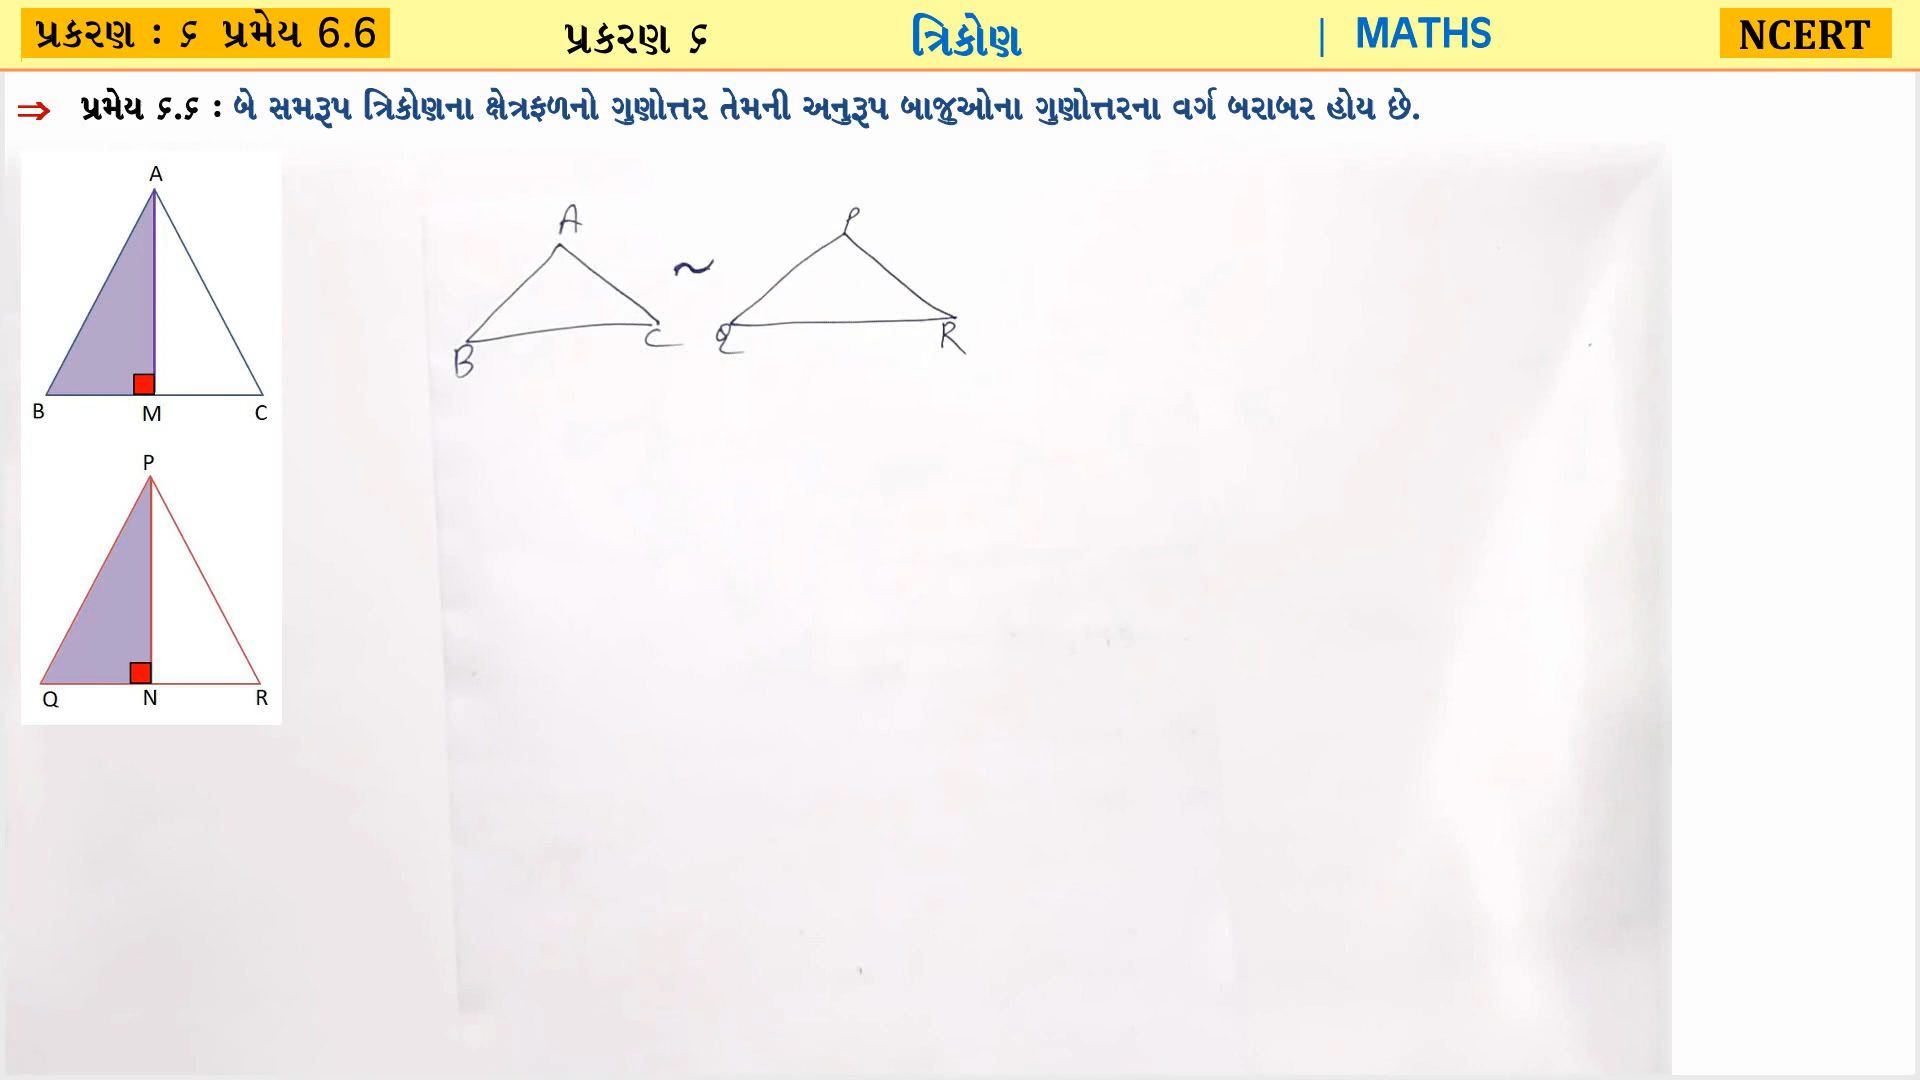 પ્રકરણ : ૬ પ્રમેય 6.6
પ્રકરણ ૬
ત્રિકોણ
| MATHS
NCERT
⇒ પ્રમેય ૬.૬ : બે સમરૂપ ત્રિકોણના ક્ષેત્રફળનો ગુણોત્તર તેમની અનુરૂપ બાજુઓના ગુણોત્તરના વર્ગ બરાબર હોય છે.
A
B M C
P
Q N R
A ~ P
B C Q R